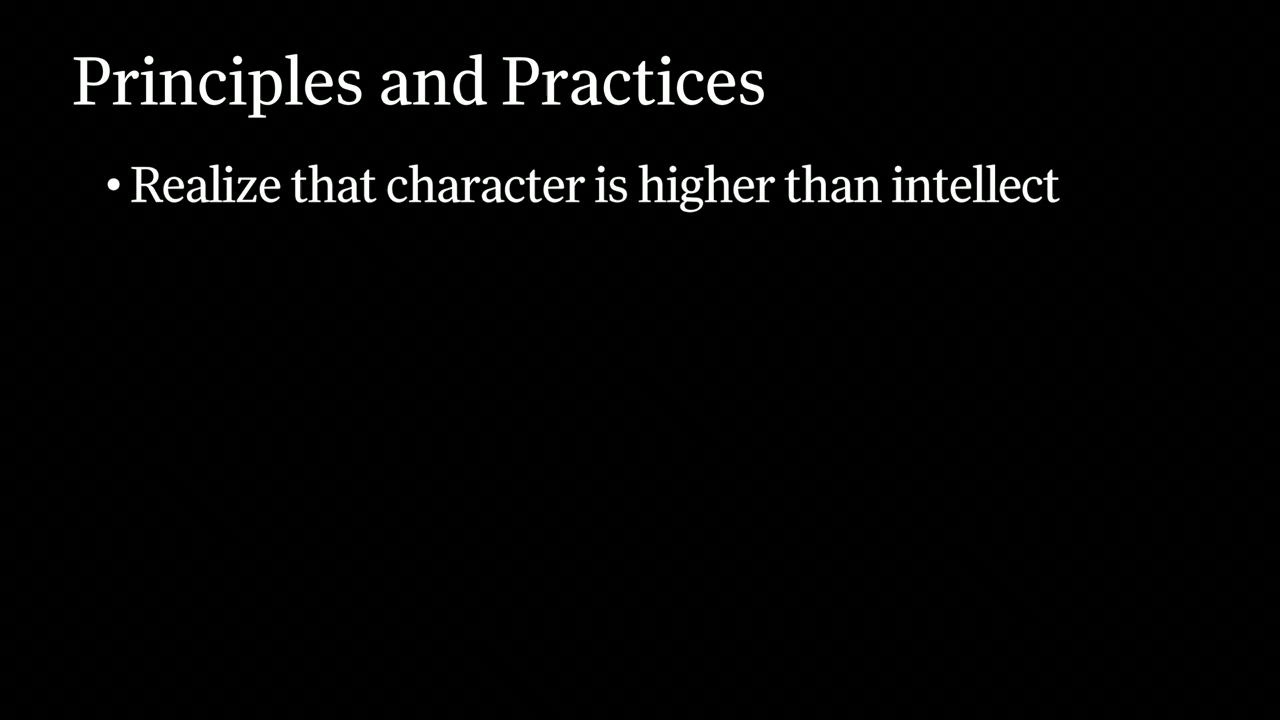 Principles and Practices
• Realize that character is higher than intellect